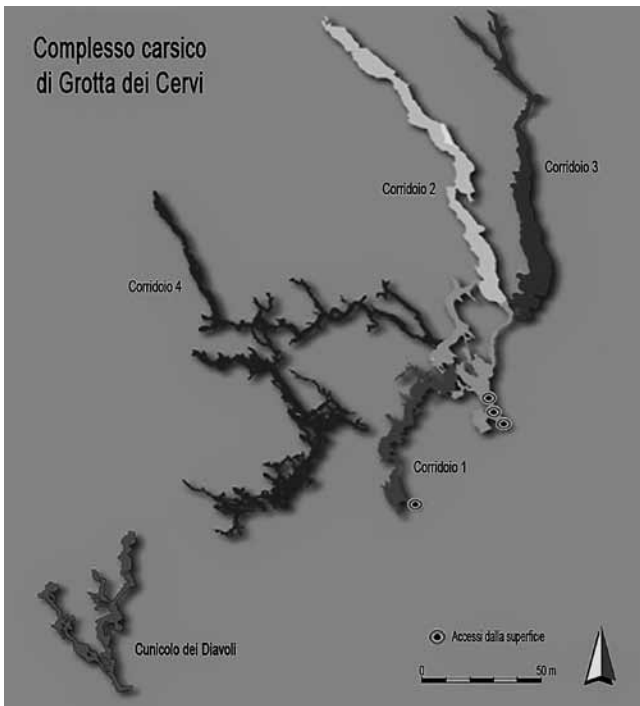 Complesso carsico
di Grotta dei Cervi
Corridoio 3
Corridoio 2
Corridoio 4
Corridoio 1
Cunicolo dei Diavoli
Accessi dalla superficie
0 50 m